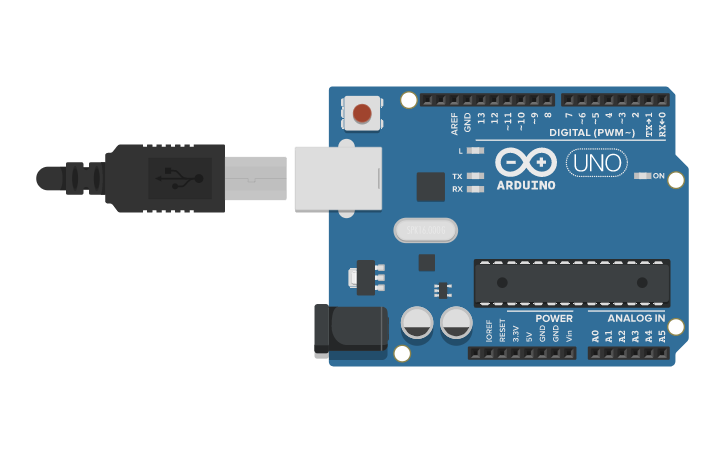 AREF
GND
13
12
~11
~10
~9
8
7
~6
~5
4
~3
2
TX→1
RX←0
DIGITAL (PWM~)
L
TX
RX
ARDUINO
UNO
ON
POWER
ANALOG IN
IOREF
RESET
3.3V
5V
GND
GND
Vin
A0
A1
A2
A3
A4
A5